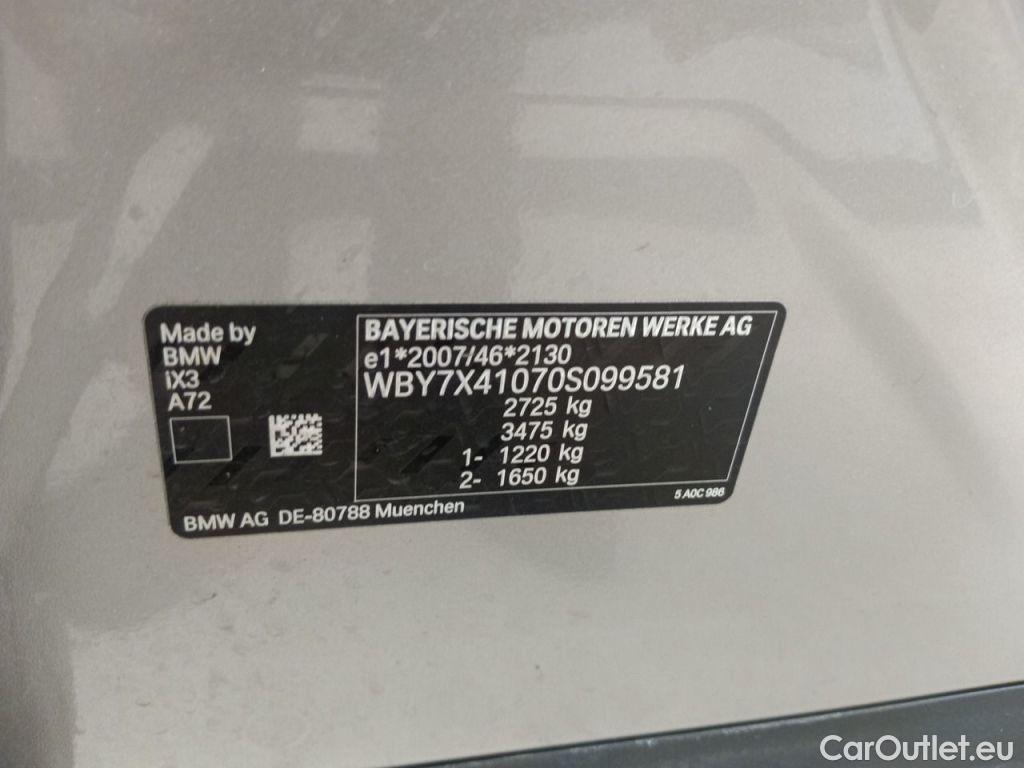 Made by
BMW
iX3
A72
BAYERISCHE MOTOREN WERKE AG
e1*2007/46*2130
WBY7X41070S099581
2725 kg
3475 kg
1- 1220 kg
2- 1650 kg
5 A0C 986
BMW AG DE-80788 Muenchen
CarOutlet.eu